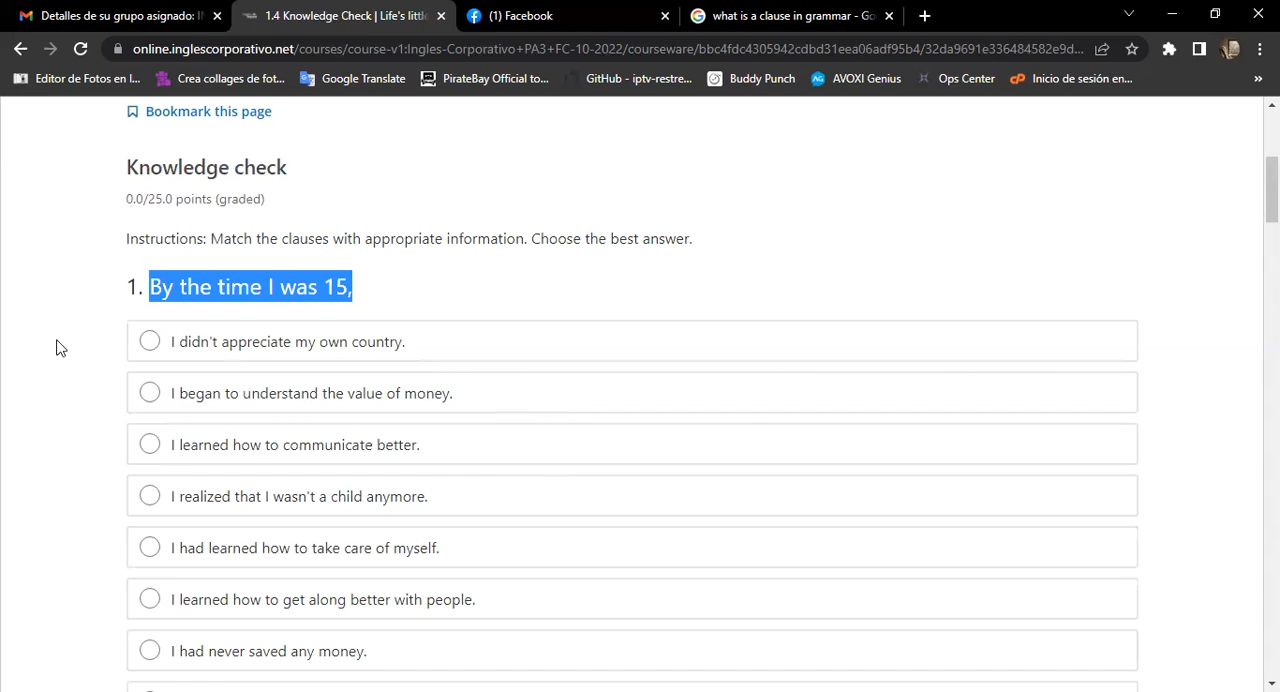 Detalles de su grupo asignado: I
1.4 Knowledge Check | Life's littl
(1) Facebook
what is a clause in grammar - Go
online.inglescorporativo.net/courses/course-v1:Ingles-Corporativo+PA3+FC-10-2022/courseware/bbc4fdc4305942cdbd31eea06adf95b4/32da9691e336484582e9d...
Editor de Fotos en l...
Crea collages de fot...
Google Translate
PirateBay Official to...
GitHub - iptv-restre...
Buddy Punch
AVOXI Genius
Ops Center
Inicio de sesión en...
»
Bookmark this page
Knowledge check
0.0/25.0 points (graded)
Instructions: Match the clauses with appropriate information. Choose the best answer.
1. By the time I was 15,
I didn't appreciate my own country.
I began to understand the value of money.
I learned how to communicate better.
I realized that I wasn't a child anymore.
I had learned how to take care of myself.
I learned how to get along better with people.
I had never saved any money.